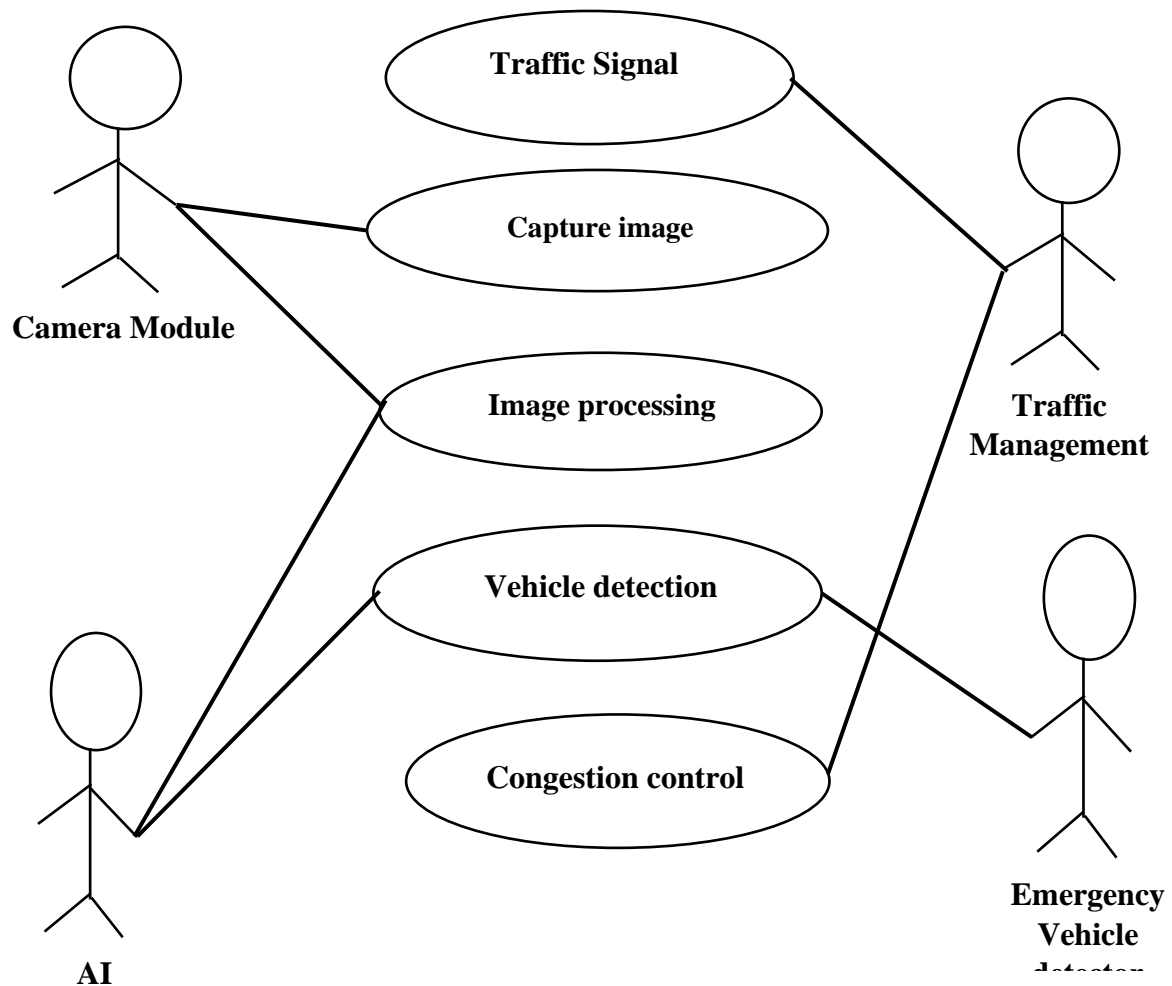 Traffic Signal
Capture image
Camera Module
Image processing
Traffic
Management
Vehicle detection
Congestion control
Emergency
Vehicle
AI